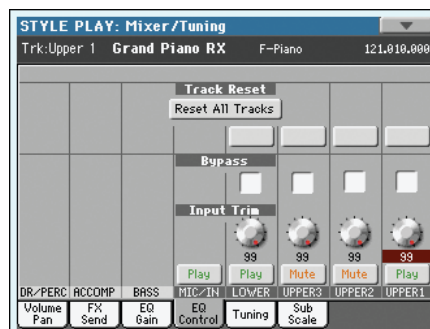 STYLE PLAY: Mixer/Tuning
Trk:Upper 1 Grand Piano RX F-Piano 121.010.000
Track Reset
Reset All Tracks
Bypass
Input Trim
99 99 99 99
Play Play Mute Mute Play
DR/PERC ACCOMP BASS MIC/IN LOWER UPPER3 UPPER2 UPPER1
Volume Pan FX Send EQ Gain EQ Control Tuning Sub Scale